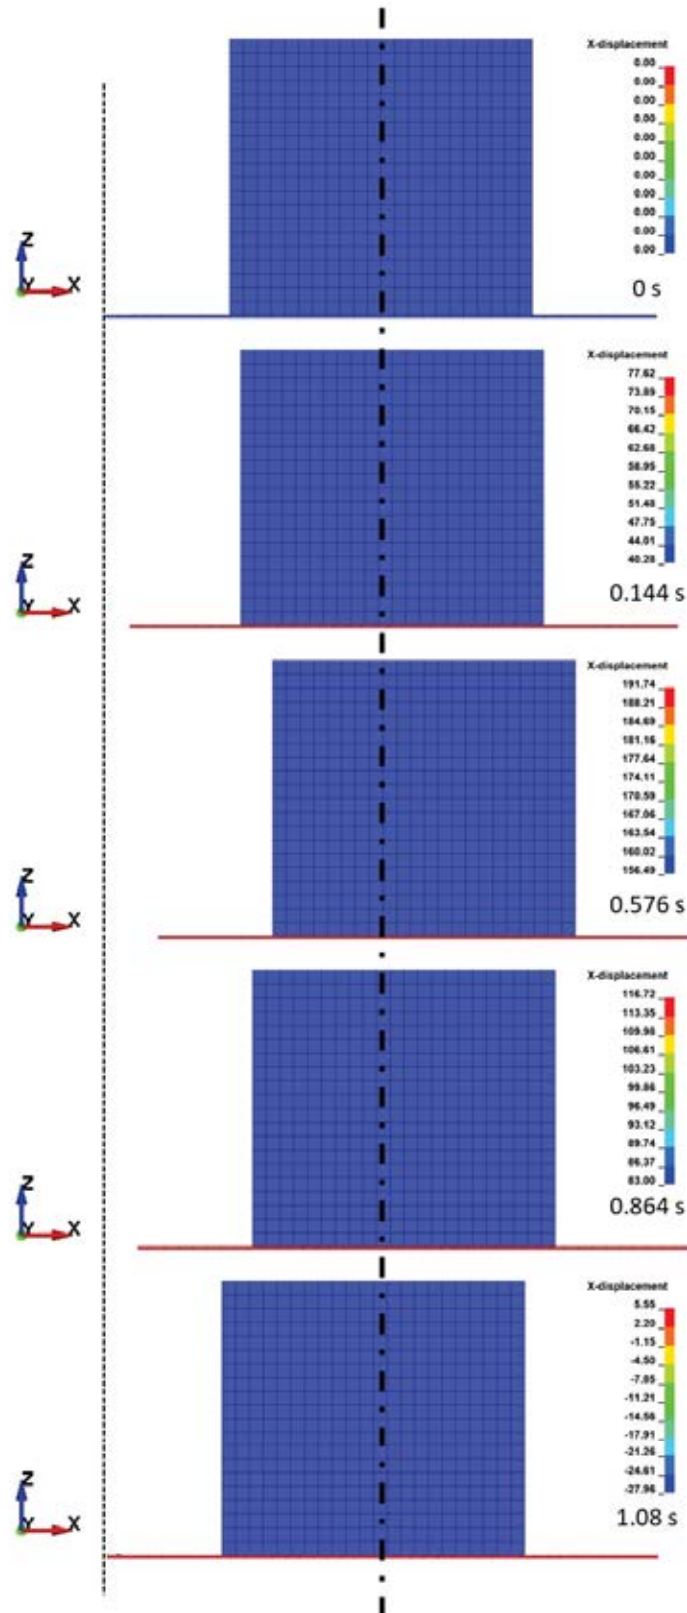 X-displacement
0.00
0.00
0.00
0.00
0.00
0.00
0.00
0.00
0.00
0.00
0.00
Z
Y X
0 s
X-displacement
77.62
73.89
70.15
66.42
62.68
58.95
55.22
51.48
47.75
44.01
40.28
Z
Y X
0.144 s
X-displacement
191.74
188.21
184.69
181.16
177.64
174.11
170.59
167.06
163.54
160.02
156.49
Z
Y X
0.576 s
X-displacement
116.72
113.35
109.98
106.61
103.23
99.86
96.49
93.12
89.74
86.37
83.00
Z
Y X
0.864 s
X-displacement
5.55
2.20
-1.15
-4.50
-7.85
-11.21
-14.56
-17.91
-21.26
-24.61
-27.96
Z
Y X
1.08 s